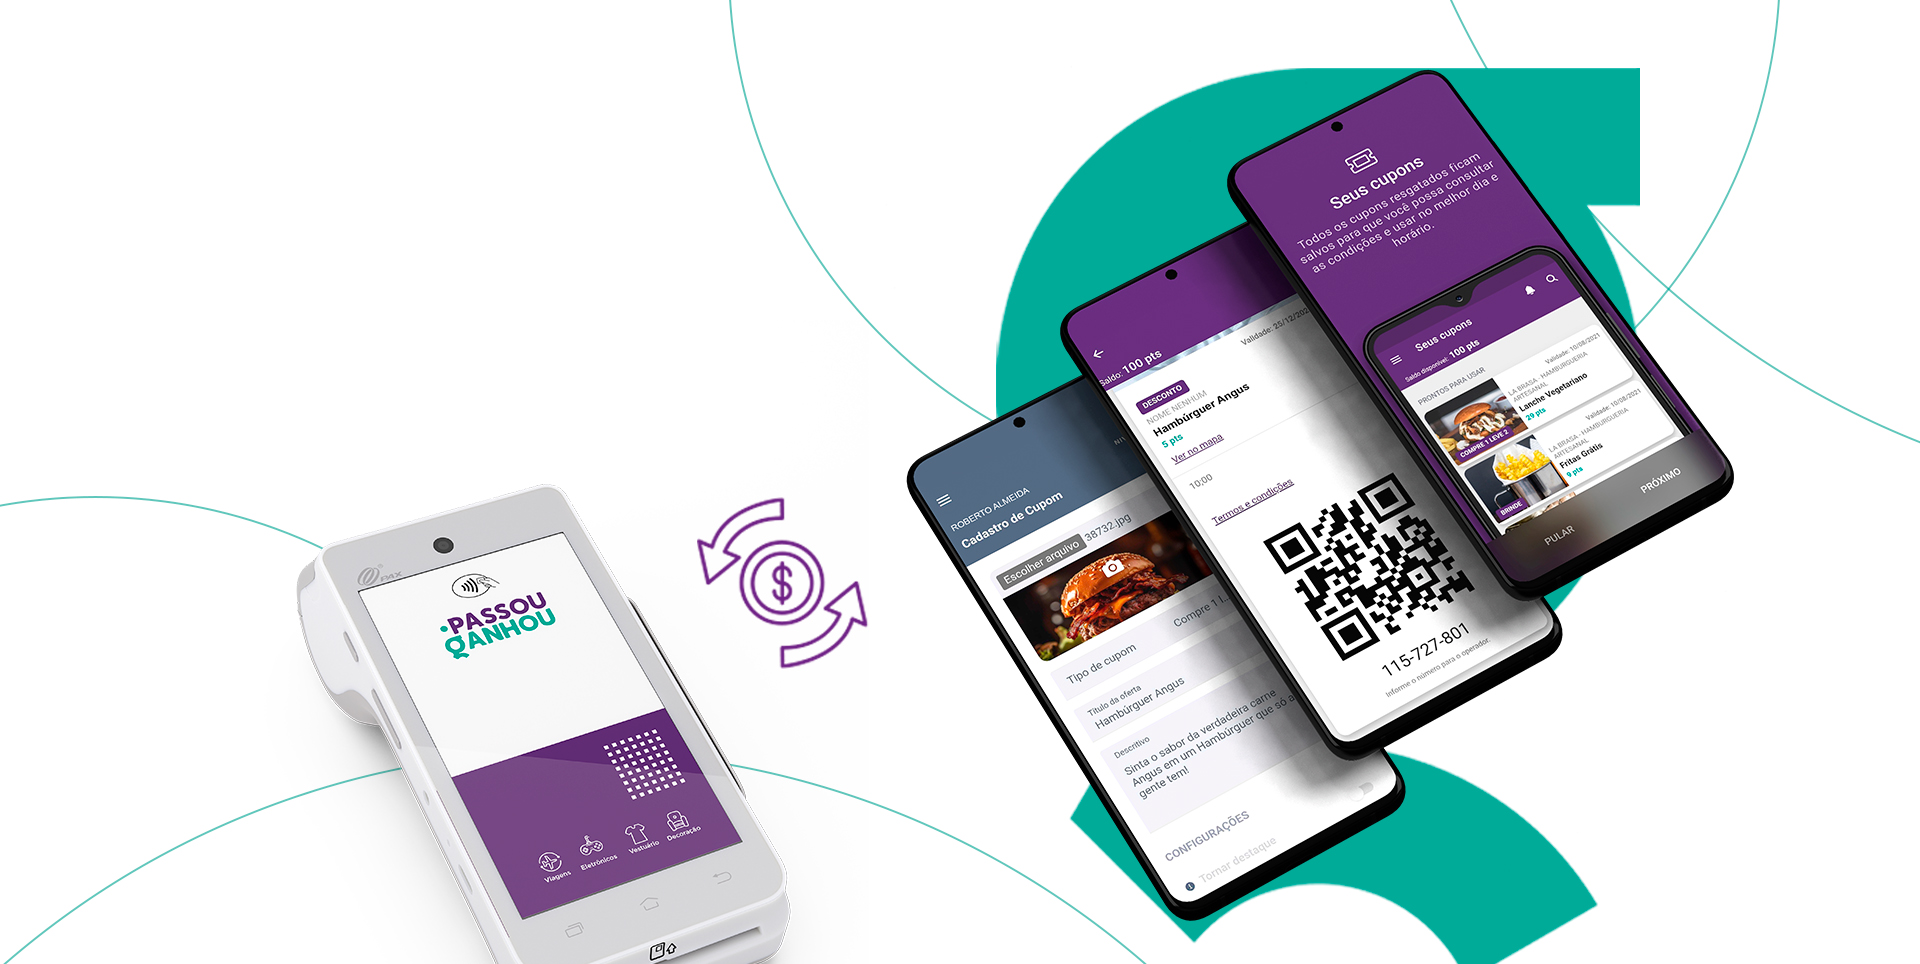 PAX
PASSOU
GANHOU
Viagens
Eletrônicos
Vestuário
Decoração
$
ROBERTO ALMEIDA
Cadastro de Cupom
Escolher arquivo 38732.jpg
Tipo de cupom
Compre 1 l...
Título da oferta
Hambúrguer Angus
Descritivo
Sinta o sabor da verdadeira carne
Angus em um Hambúrguer que só a
gente tem!
CONFIGURAÇÕES
Tornar destaque
Saldo: 100 pts
Validade: 25/12/202
DESCONTO
NOME NENHUM
Hambúrguer Angus
5 pts
Ver no mapa
10:00
Termos e condições
115-727-801
Informe o número para o operador.
Seus cupons
Todos os cupons resgatados ficam
salvos para que você possa consultar
as condições e usar no melhor dia e
horário.
Seus cupons
Saldo disponível: 100 pts
PRONTOS PARA USAR
Validade: 10/08/2021
LA BRASA - HAMBURGUERIA
ARTESANAL
Lanche Vegetariano
29 pts
COMPRE 1 LEVE 2
Validade: 10/08/2021
LA BRASA - HAMBURGUERIA
ARTESANAL
Fritas Grátis
9 pts
BRINDE
PULAR
PRÓXIMO